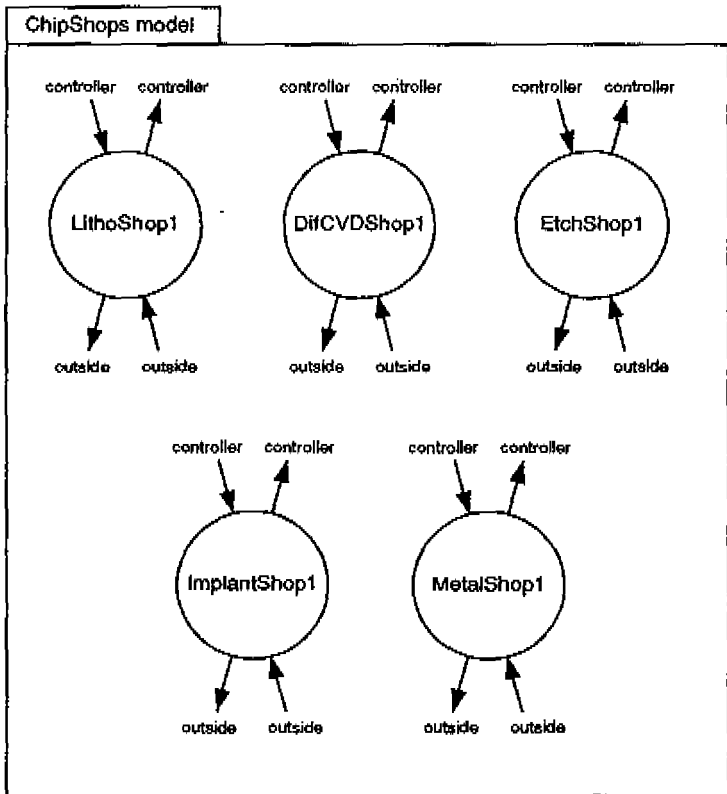 ChipShops model
controller controller controller controller controller controller
LithoShop1 DifCVDShop1 EtchShop1
outside outside outside outside outside outside
controller controller controller controller
ImplantShop1 MetalShop1
outside outside outside outside